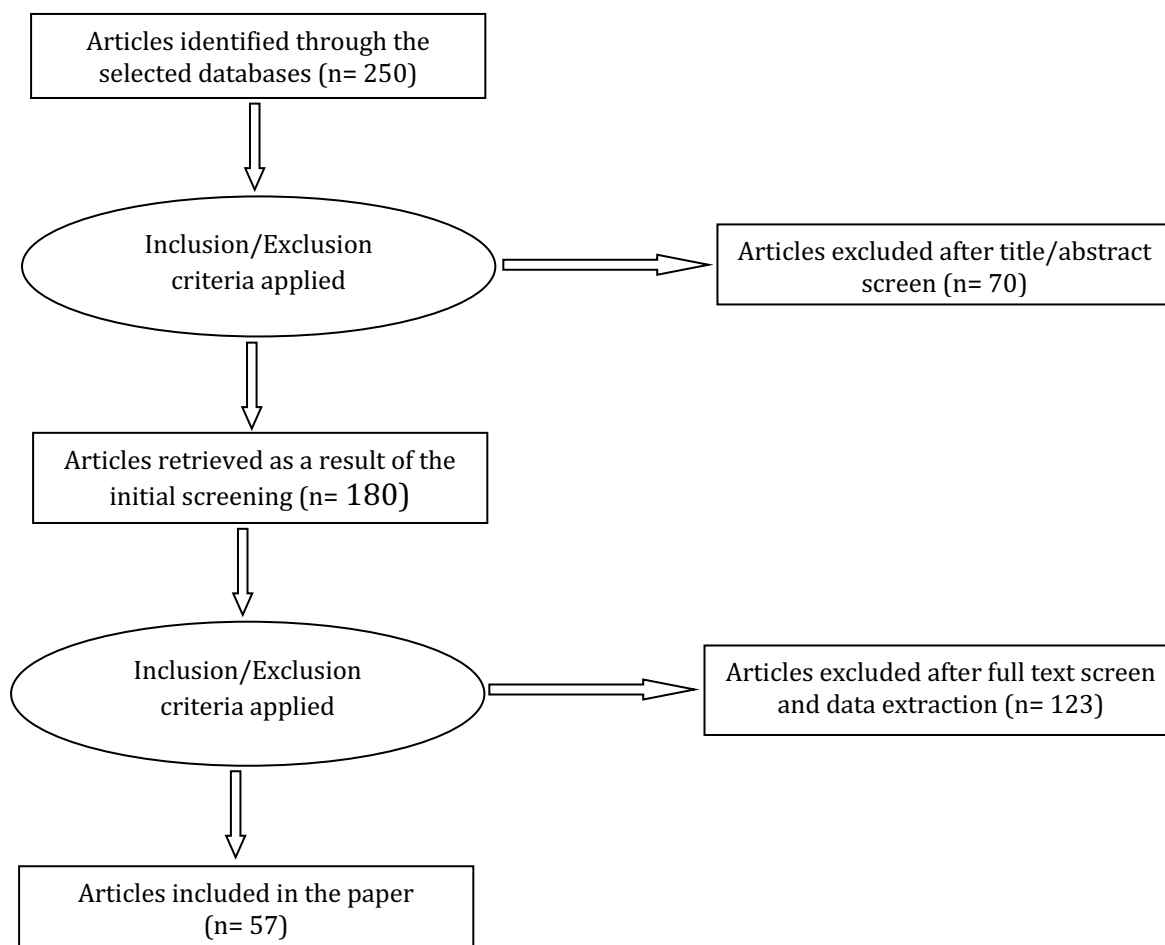 Articles identified through the
selected databases (n= 250)
Inclusion/Exclusion
criteria applied
Articles excluded after title/abstract
screen (n= 70)
Articles retrieved as a result of the
initial screening (n= 180)
Inclusion/Exclusion
criteria applied
Articles excluded after full text screen
and data extraction (n= 123)
Articles included in the paper
(n= 57)